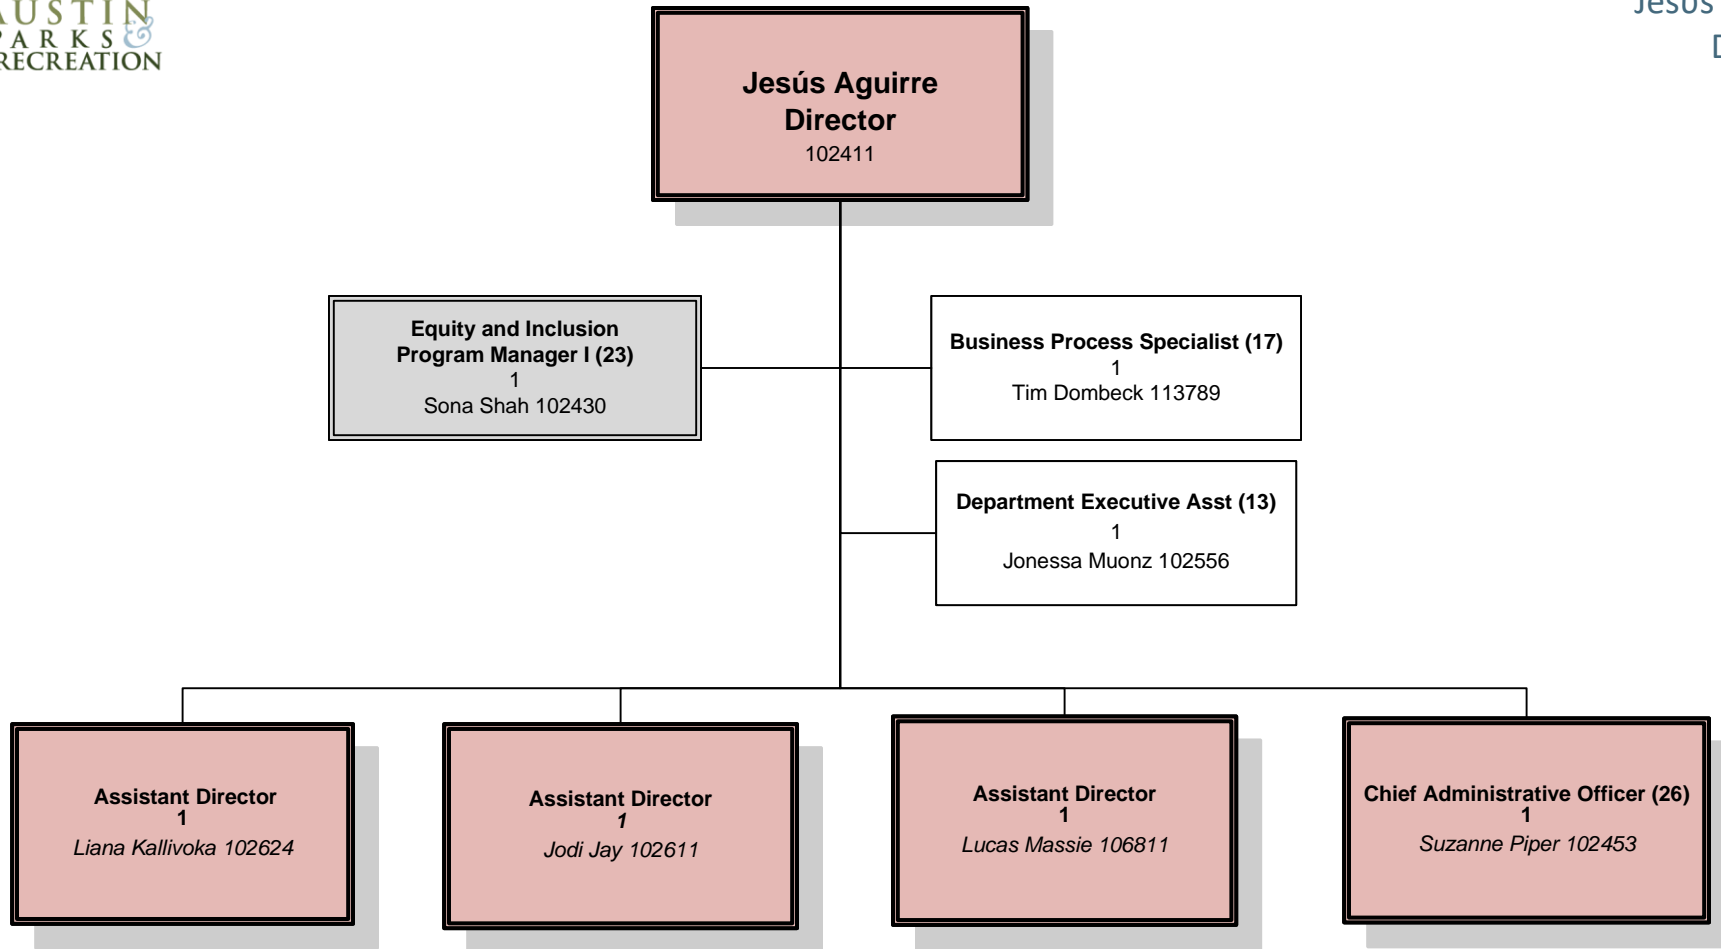 AUSTIN
PARKS &
RECREATION
Jesús
D
Jesús Aguirre
Director
102411
Equity and Inclusion
Program Manager I (23)
1
Sona Shah 102430
Business Process Specialist (17)
1
Tim Dombeck 113789
Department Executive Asst (13)
1
Jonessa Muonz 102556
Assistant Director
1
Liana Kallivoka 102624
Assistant Director
1
Jodi Jay 102611
Assistant Director
1
Lucas Massie 106811
Chief Administrative Officer (26)
1
Suzanne Piper 102453